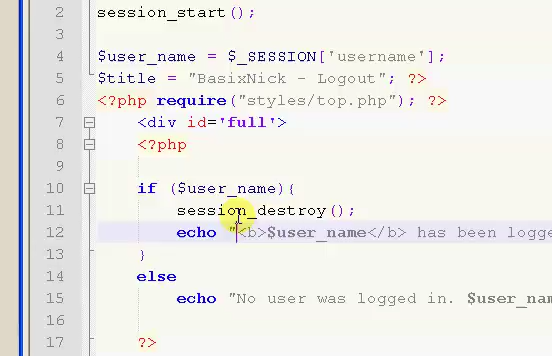 2 session_start();
3
4 $user_name = $_SESSION['username'];
5 $title = "BasixNick - Logout"; ?>
6 <?php require("styles/top.php"); ?>
7 <div id='full'>
8 <?php
9
10 if ($user_name){
11 session_destroy();
12 echo "<b>$user_name</b> has been logge
13 }
14 else
15 echo "No user was logged in. $user_na
16
17 ?>